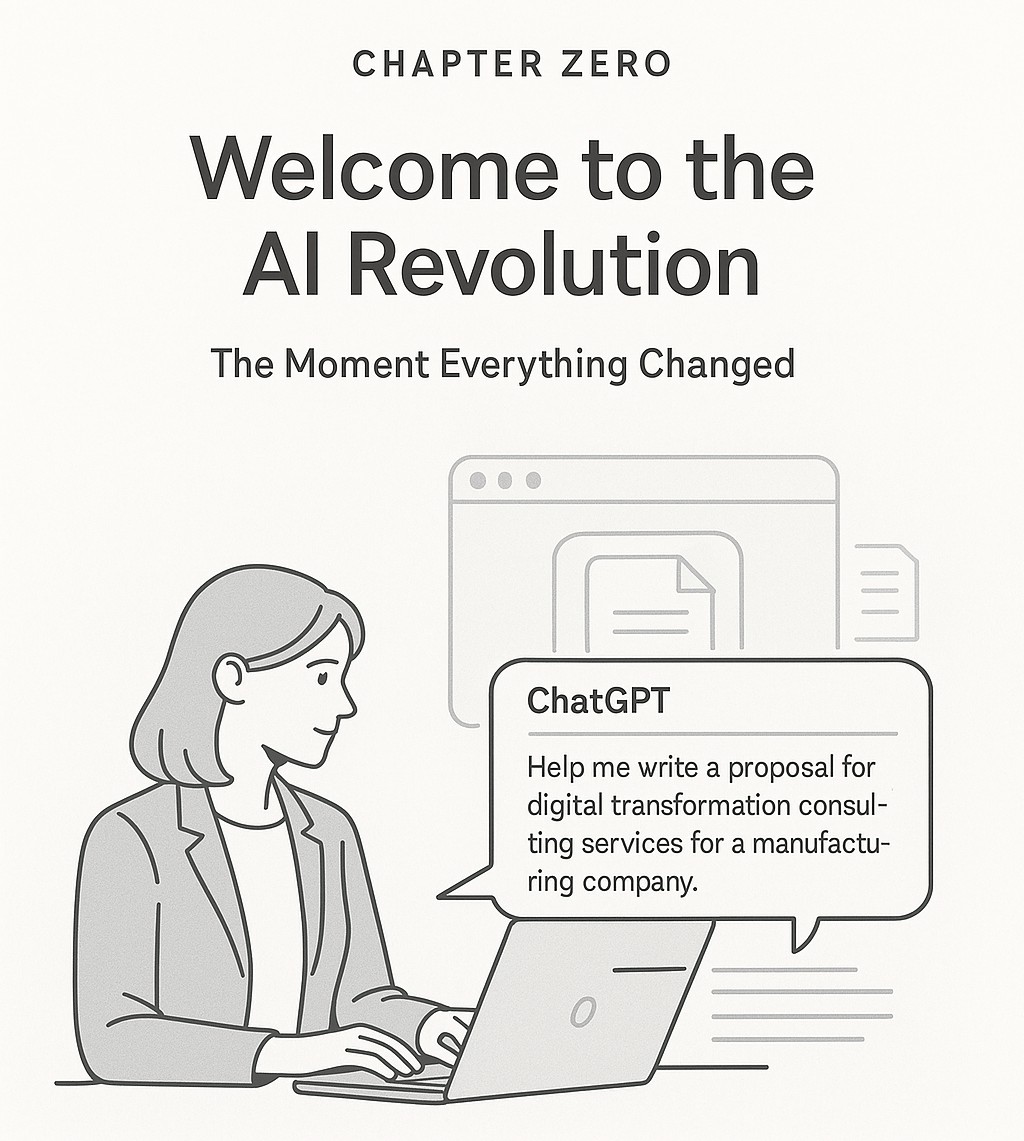 CHAPTER ZERO
Welcome to the
AI Revolution
The Moment Everything Changed
ChatGPT
Help me write a proposal for
digital transformation consul-
ting services for a manufactu-
ring company.